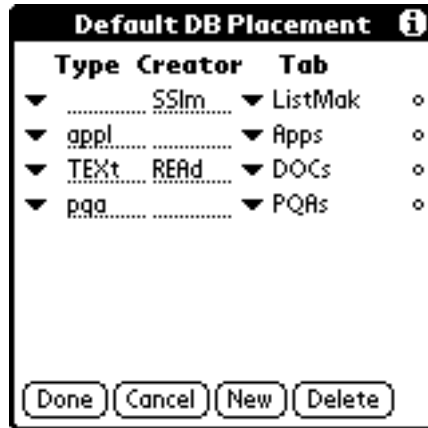 Default DB Placement i
Type Creator Tab
SSlm ListMak
appl Apps
TEXt REAd DOCs
pqa PQAs
Done Cancel New Delete